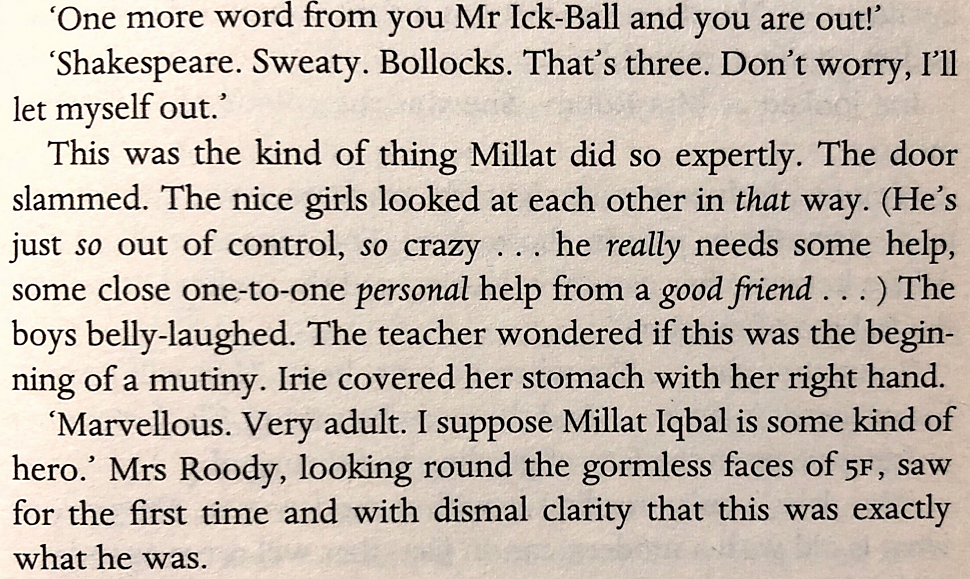 ‘One more word from you Mr Ick-Ball and you are out!’
‘Shakespeare. Sweaty. Bollocks. That’s three. Don’t worry, I’ll
let myself out.’
This was the kind of thing Millat did so expertly. The door
slammed. The nice girls looked at each other in that way. (He’s
just so out of control, so crazy . . . he really needs some help,
some close one-to-one personal help from a good friend . . . ) The
boys belly-laughed. The teacher wondered if this was the begin-
ning of a mutiny. Irie covered her stomach with her right hand.
‘Marvellous. Very adult. I suppose Millat Iqbal is some kind of
hero.’ Mrs Roody, looking round the gormless faces of 5F, saw
for the first time and with dismal clarity that this was exactly
what he was.